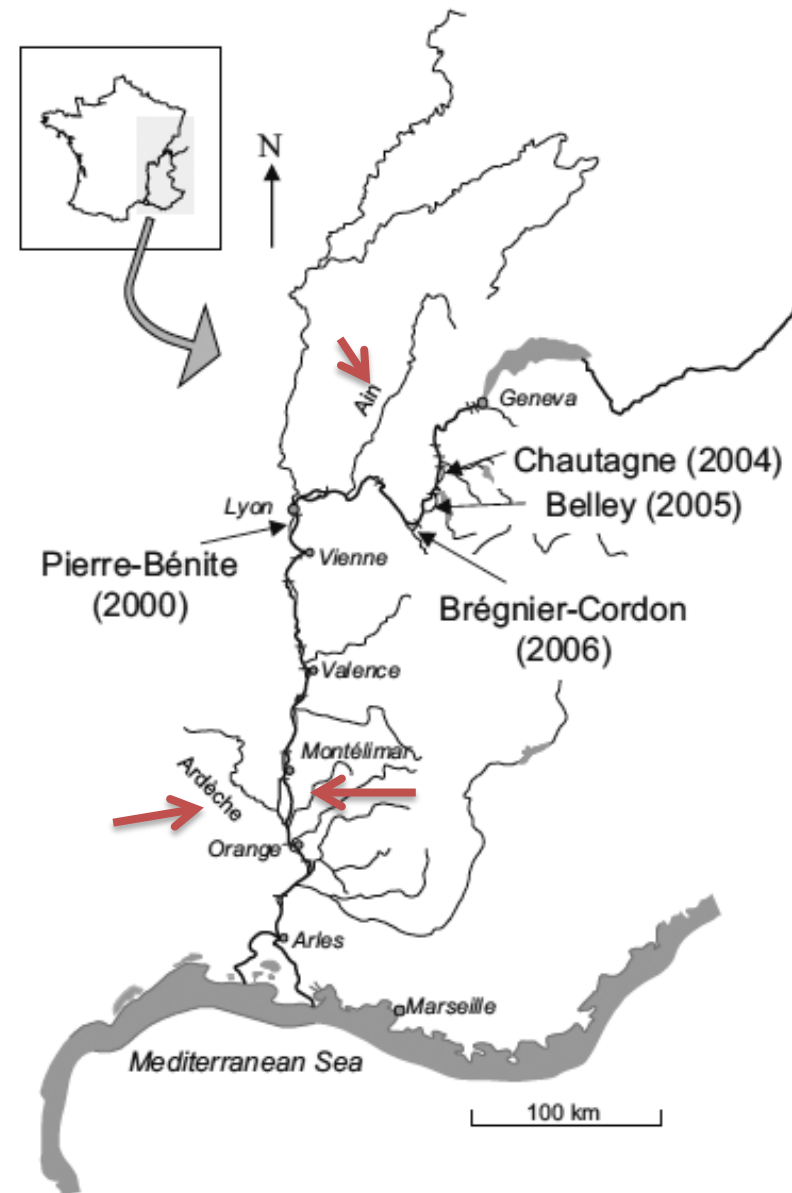 N
Ain
Geneva
Chautagne (2004)
Belley (2005)
Lyon
Pierre-Bénite
(2000)
Vienne
Brégnier-Cordon
(2006)
Valence
Montélimar
Ardèche
Orange
Arles
Marseille
Mediterranean Sea
100 km